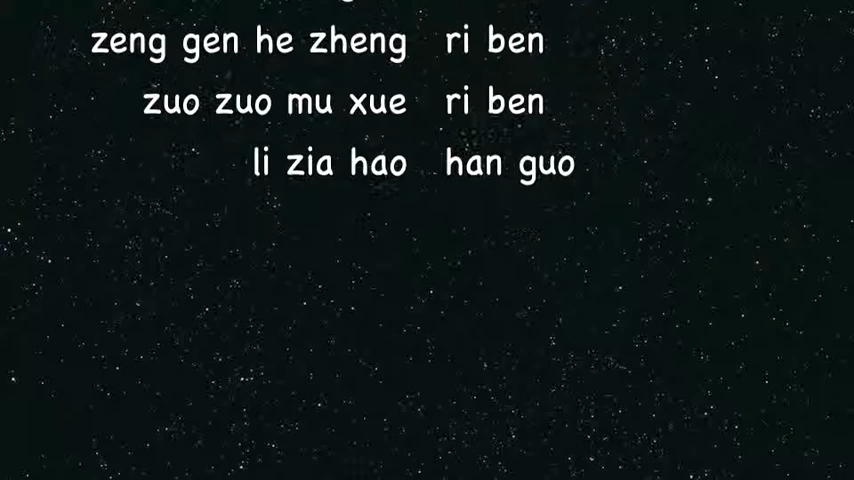 zeng gen he zheng ri ben
zuo zuo mu xue ri ben
li zia hao han guo